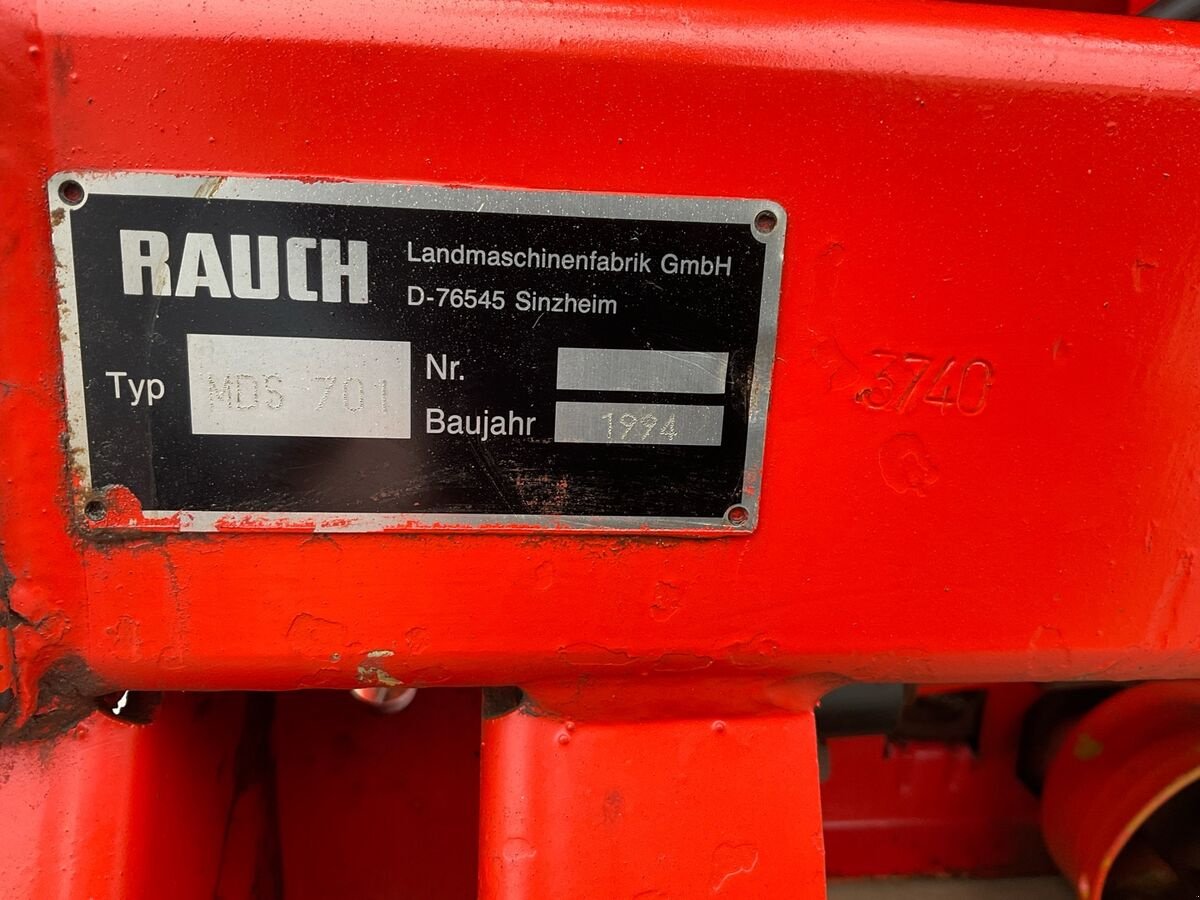 RAUCH
Landmaschinenfabrik GmbH
D-76545 Sinzheim
Typ MDS 701
Nr.
Baujahr 1994
3740
Q